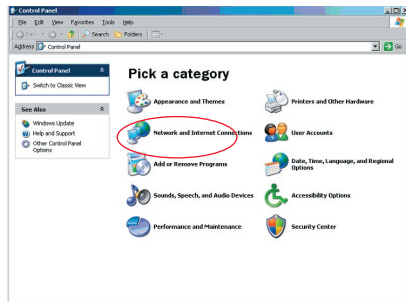 Control Panel
File Edit View Favorites Tools Help
Back Search Folders
Address Control Panel Go
Control Panel
Switch to Classic View
See Also
Windows Update
Help and Support
Other Control Panel
Options
Pick a category
Appearance and Themes
Printers and Other Hardware
Network and Internet Connections
User Accounts
Add or Remove Programs
Date, Time, Language, and Regional
Options
Sounds, Speech, and Audio Devices
Accessibility Options
Performance and Maintenance
Security Center